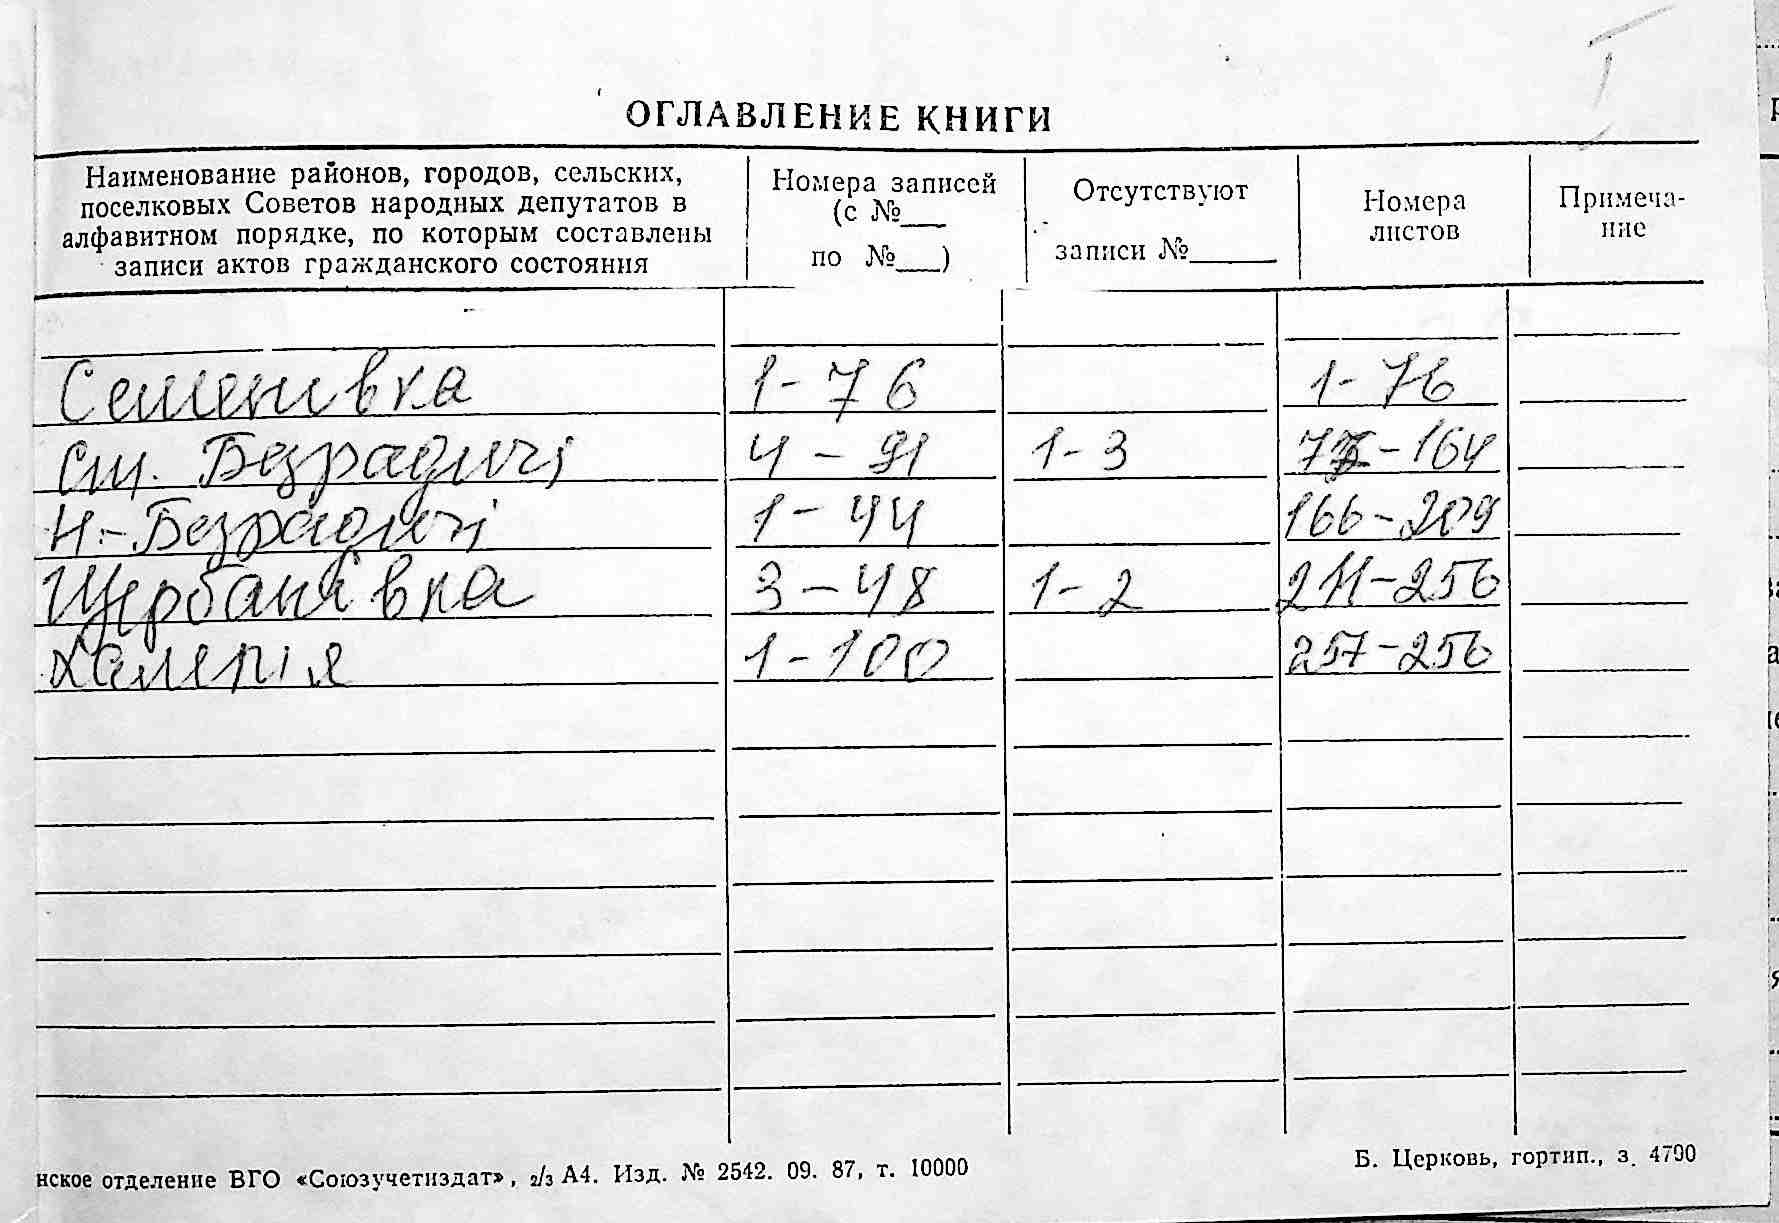 I
ОГЛАВЛЕНИЕ КНИГИ
Наименование районов, городов, сельских, поселковых Советов народных депутатов в алфавитном порядке, по которым составлены записи актов гражданского состояния
Номера записей (с №___ по №___)
Отсутствуют записи №______
Номера листов
Примеча-ние
Семенівка 1-76 1-76
Ст. Безрадичі 4-91 1-3 77-164
Н.-Безрадичі 1-44 166-209
Щербанівка 3-48 1-2 211-256
Халеп'я 1-100 257-256
нское отделение ВГО «Союзучетиздат», 2/3 А4. Изд. № 2542. 09. 87, т. 10000
Б. Церковь, гортип., з. 4790